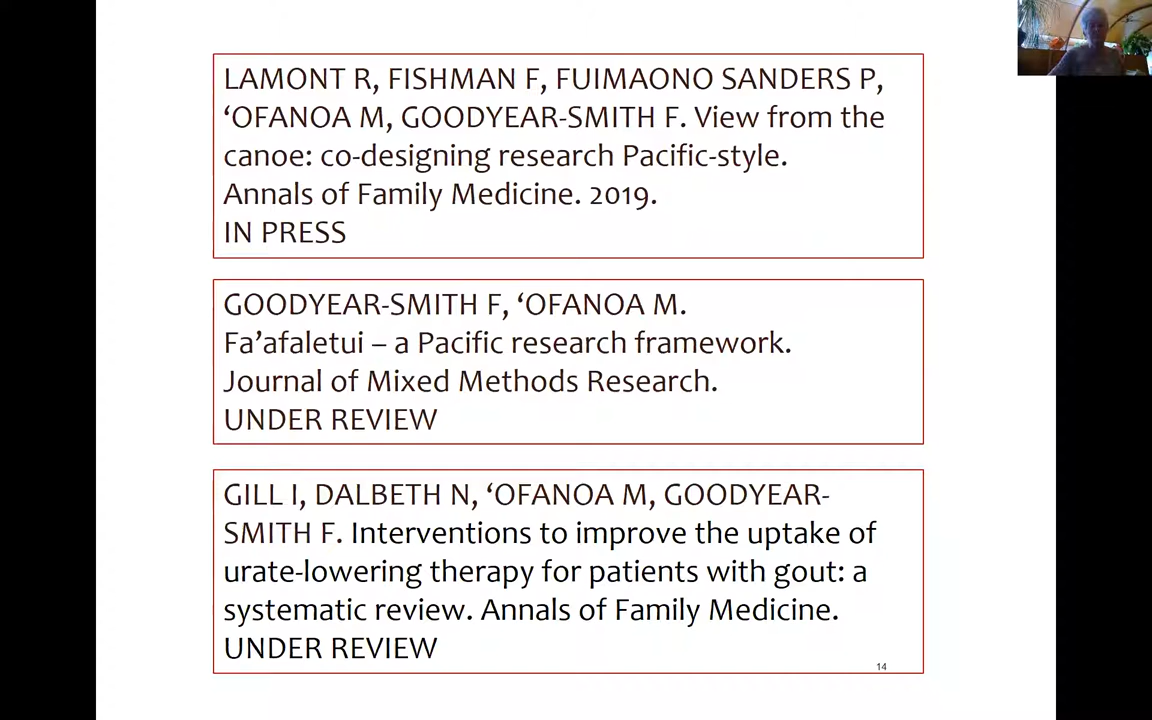 LAMONT R, FISHMAN F, FUIMAONO SANDERS P,
‘OFANOA M, GOODYEAR-SMITH F. View from the
canoe: co-designing research Pacific-style.
Annals of Family Medicine. 2019.
IN PRESS
GOODYEAR-SMITH F, ‘OFANOA M.
Fa’afaletui – a Pacific research framework.
Journal of Mixed Methods Research.
UNDER REVIEW
GILL I, DALBETH N, ‘OFANOA M, GOODYEAR-
SMITH F. Interventions to improve the uptake of
urate-lowering therapy for patients with gout: a
systematic review. Annals of Family Medicine.
UNDER REVIEW
14